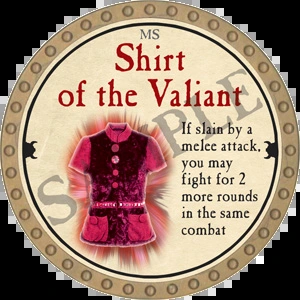 MS
Shirt
of the Valiant
If slain by a
melee attack,
you may
fight for 2
more rounds
in the same
combat
SAMPLE